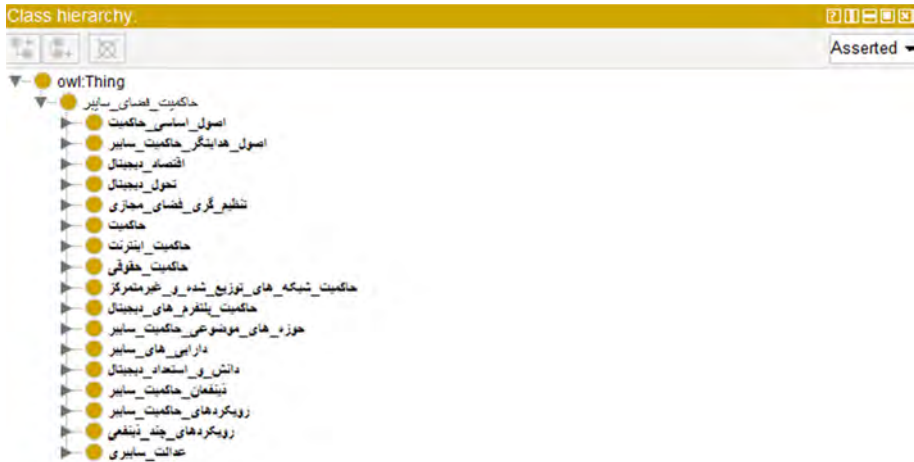 Class hierarchy:
Asserted
owl:Thing
حاکمیت_فضای_سایبر
اصول_اساسی_حاکمیت
اصول_هدایتگر_حاکمیت_سایبر
اقتصاد_دیجیتال
تحول_دیجیتال
تنظیم_گری_فضای_مجازی
حاکمیت
حاکمیت_اینترنت
حاکمیت_حقوقی
حاکمیت_شبکه_های_توزیع_شده_و_غیرمتمرکز
حاکمیت_پلتفرم_های_دیجیتال
حوزه_های_موضوعی_حاکمیت_سایبر
دارایی_های_سایبر
دانش_و_استعداد_دیجیتال
ذینفعان_حاکمیت_سایبر
رویکردهای_حاکمیت_سایبر
رویکردهای_چند_ذینفعی
عدالت_سایبری